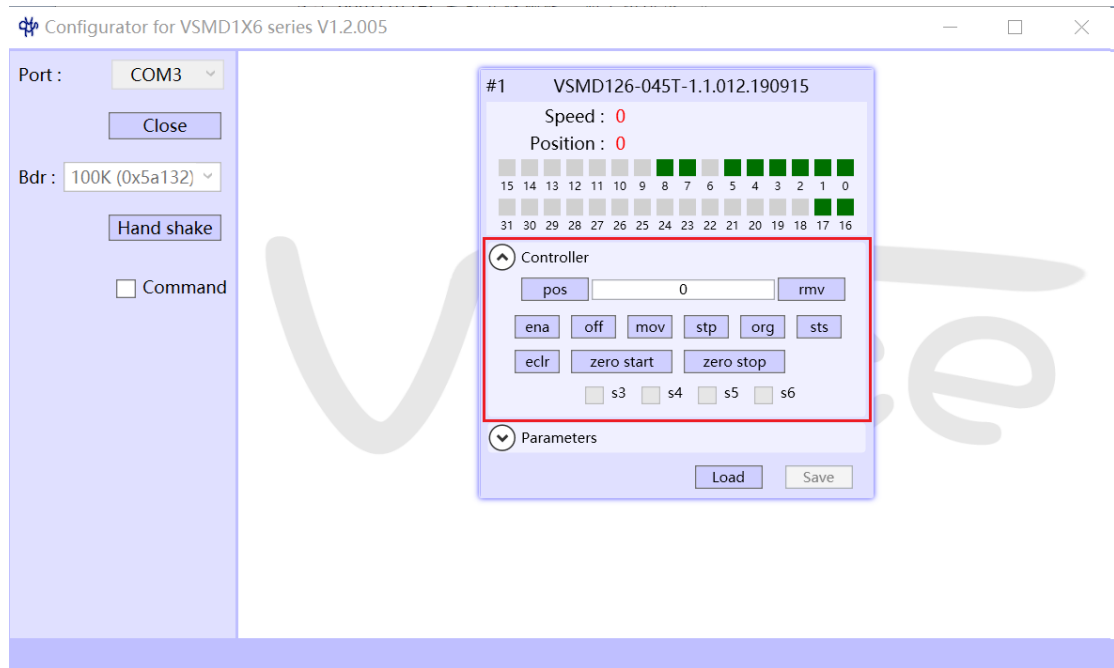 Configurator for VSMD1X6 series V1.2.005
Port :
COM3
Close
Bdr :
100K (0x5a132)
Hand shake
Command
#1 VSMD126-045T-1.1.012.190915
Speed : 0
Position : 0
15 14 13 12 11 10 9 8 7 6 5 4 3 2 1 0
31 30 29 28 27 26 25 24 23 22 21 20 19 18 17 16
Controller
pos 0 rmv
ena off mov stp org sts
eclr zero start zero stop
s3 s4 s5 s6
Parameters
Load Save